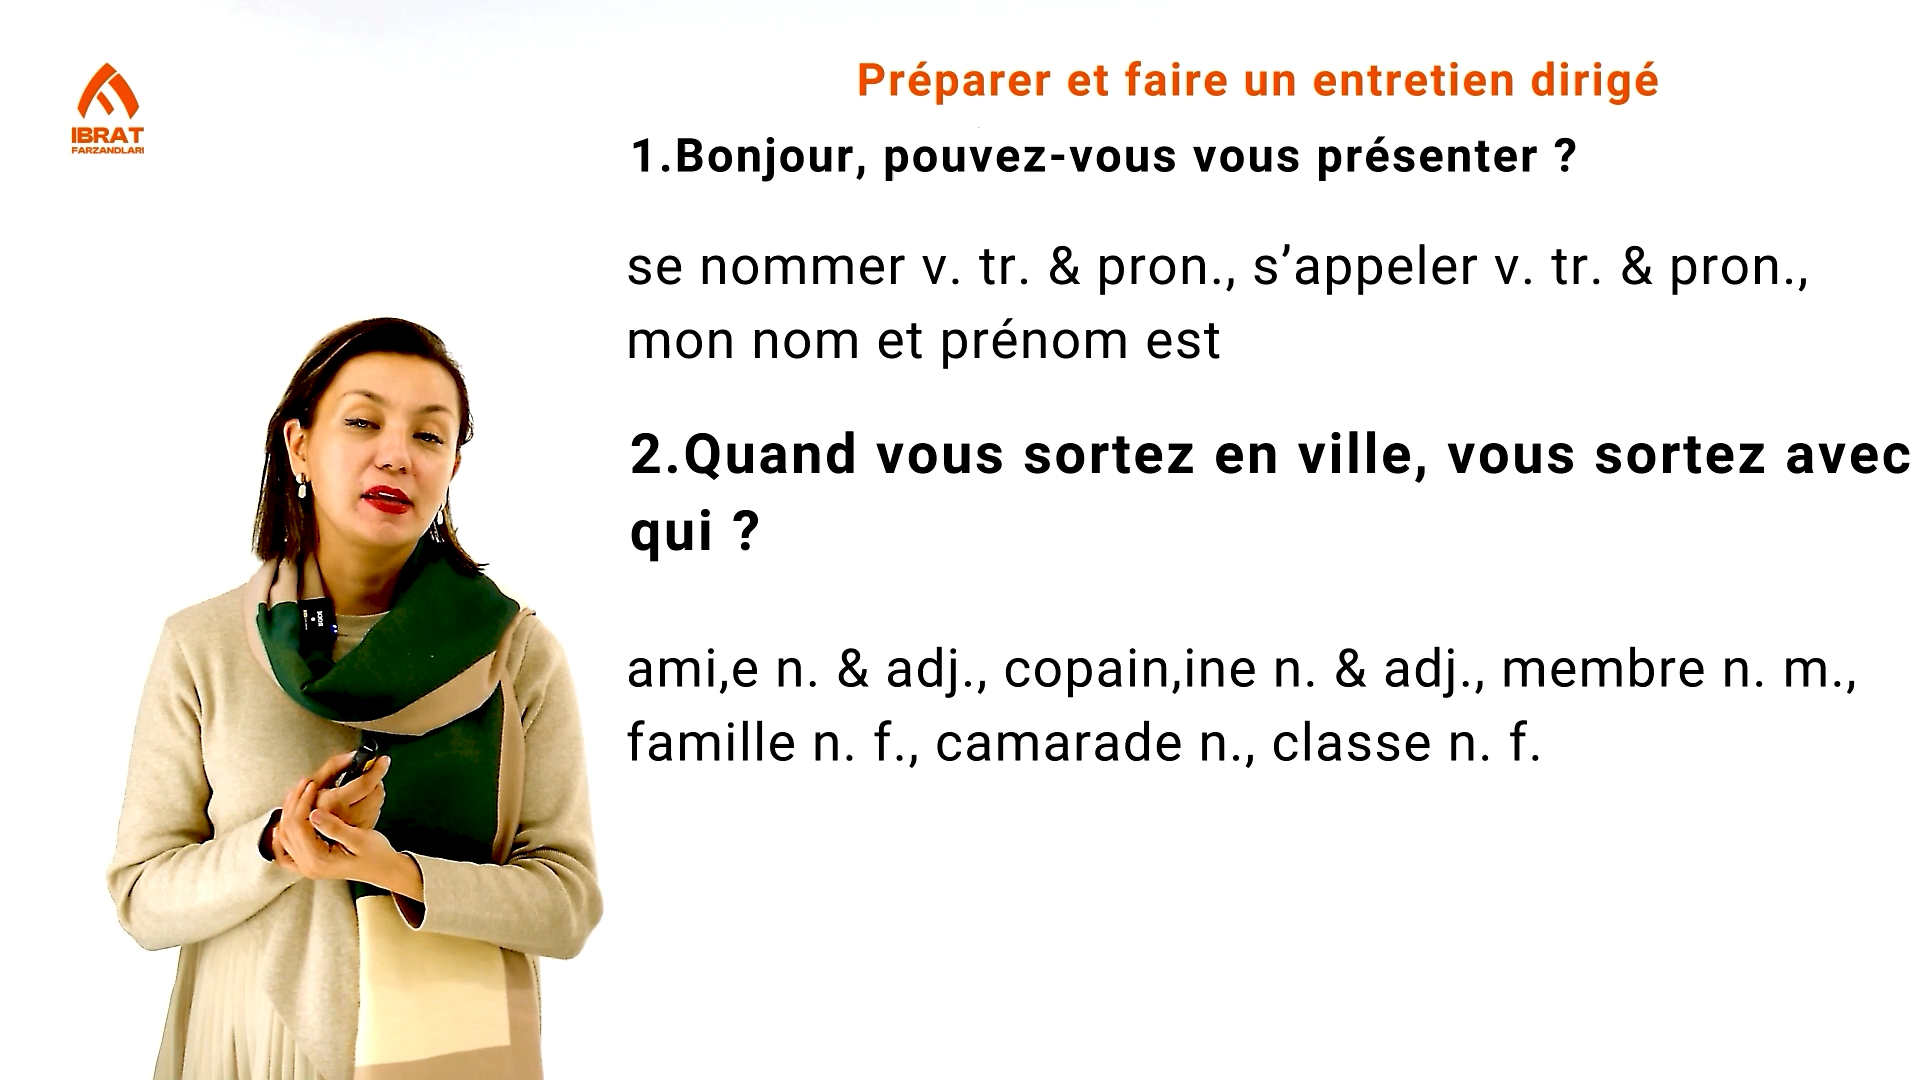 IBRAT
FARZANDLARI
Préparer et faire un entretien dirigé
1.Bonjour, pouvez-vous vous présenter ?
se nommer v. tr. & pron., s’appeler v. tr. & pron.,
mon nom et prénom est
2.Quand vous sortez en ville, vous sortez avec
qui ?
ami,e n. & adj., copain,ine n. & adj., membre n. m.,
famille n. f., camarade n., classe n. f.